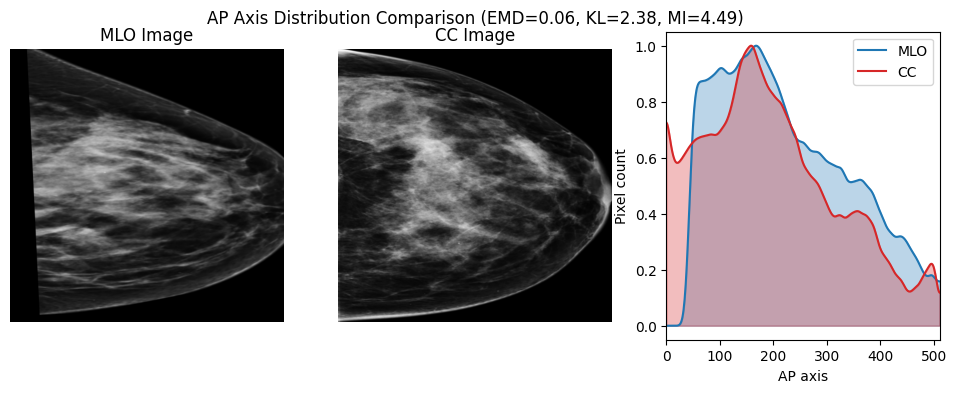 AP Axis Distribution Comparison (EMD=0.06, KL=2.38, MI=4.49)
MLO Image
CC Image
MLO
CC
Pixel count
1.0
0.8
0.6
0.4
0.2
0.0
0 100 200 300 400 500
AP axis